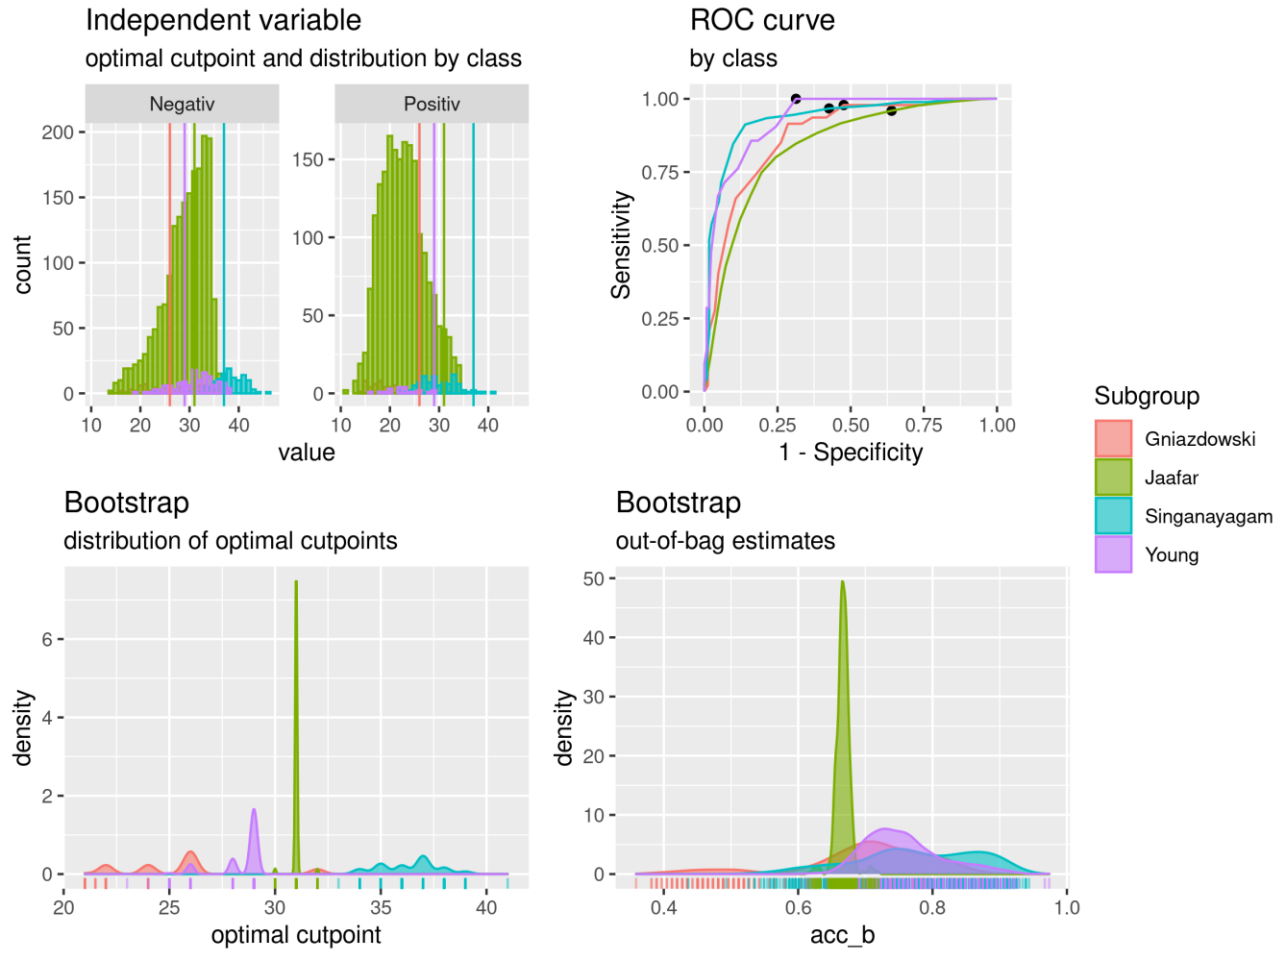 Independent variable
optimal cutpoint and distribution by class
Negativ
Positiv
200
150
100
50
0
150
100
50
0
count
10 20 30 40
10 20 30 40
value
ROC curve
by class
1.00
0.75
0.50
0.25
0.00
Sensitivity
0.00 0.25 0.50 0.75 1.00
1 - Specificity
Subgroup
Gniazdowski
Jaafar
Singanayagam
Young
Bootstrap
distribution of optimal cutpoints
6
4
2
0
density
20 25 30 35 40
optimal cutpoint
Bootstrap
out-of-bag estimates
50
40
30
20
10
0
density
0.4 0.6 0.8 1.0
acc_b